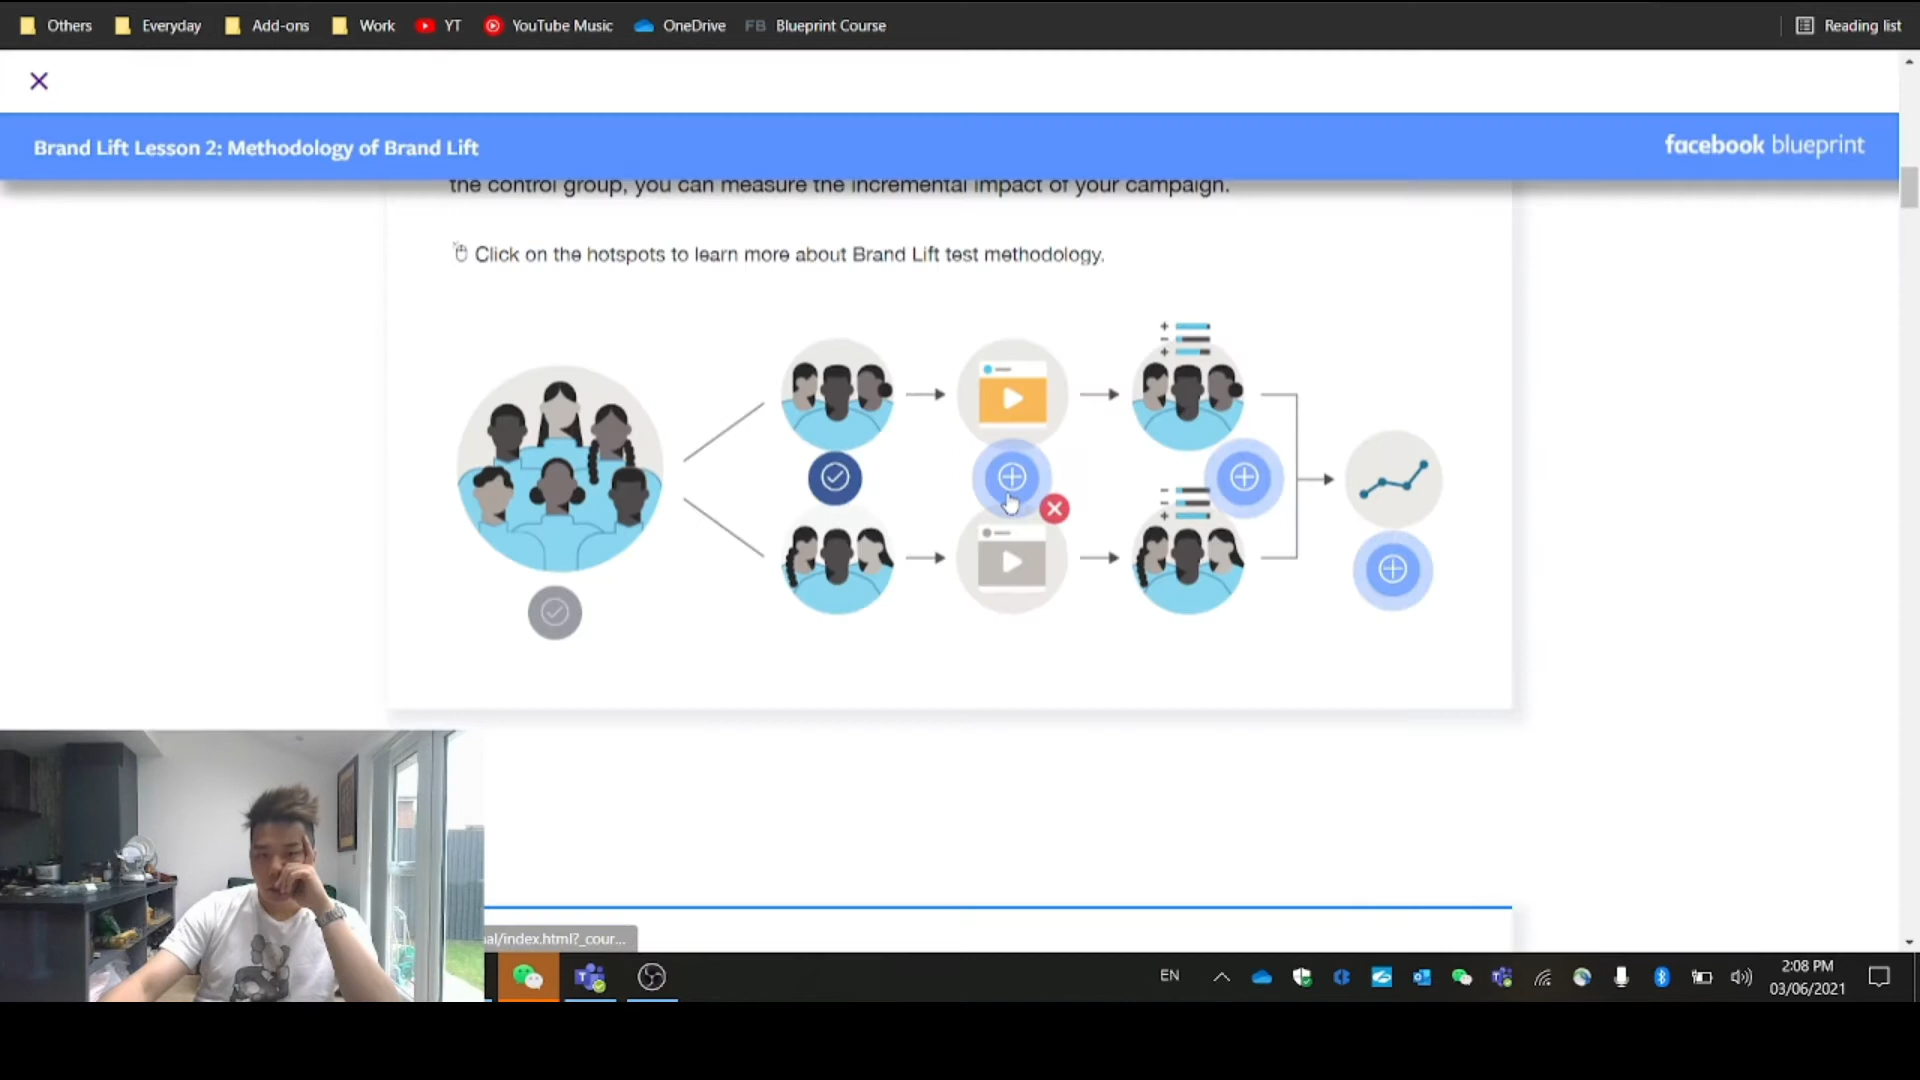 Others Everyday Add-ons Work YT YouTube Music OneDrive FB Blueprint Course Reading list
Brand Lift Lesson 2: Methodology of Brand Lift facebook blueprint
the control group, you can measure the incremental impact of your campaign.
Click on the hotspots to learn more about Brand Lift test methodology.
al/index.html?_cour...
EN 2:08 PM
03/06/2021